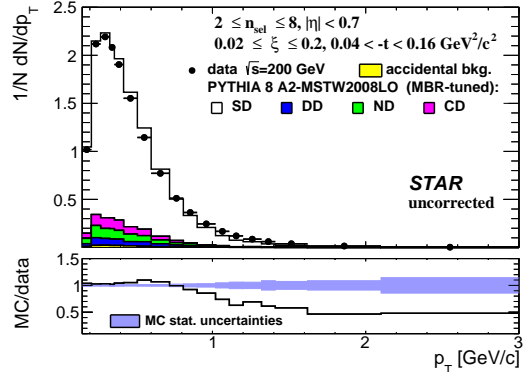 2 ≤ n_sel ≤ 8, |η| < 0.7
0.02 ≤ ξ ≤ 0.2, 0.04 < -t < 0.16 GeV²/c²
data √s=200 GeV
accidental bkg.
PYTHIA 8 A2-MSTW2008LO (MBR-tuned):
SD DD ND CD
STAR
uncorrected
1/N dN/dp_T
2.5
2
1.5
1
0.5
MC/data
1.5
1
0.5
MC stat. uncertainties
1 2 3
p_T [GeV/c]